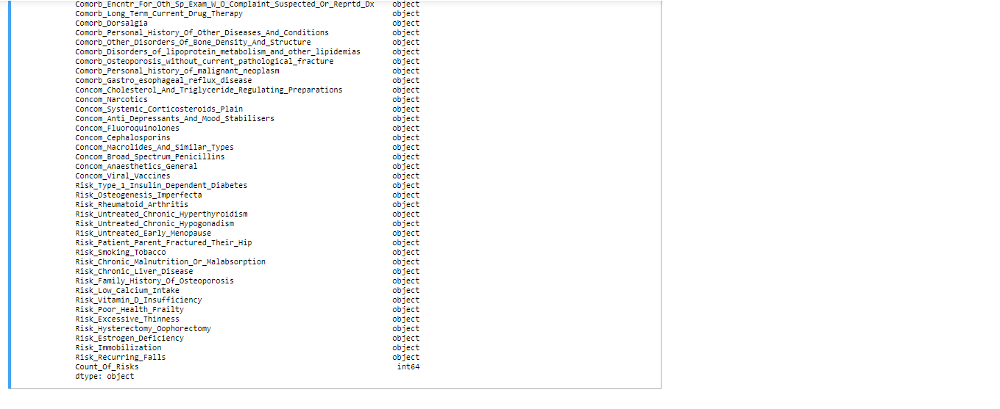 Comorb_Encntr_For_Oth_Sp_Exam_W_O_Complaint_Suspected_Or_Reprtd_Dx object
Comorb_Long_Term_Current_Drug_Therapy object
Comorb_Dorsalgia object
Comorb_Personal_History_Of_Other_Diseases_And_Conditions object
Comorb_Other_Disorders_Of_Bone_Density_And_Structure object
Comorb_Disorders_of_lipoprotein_metabolism_and_other_lipidemias object
Comorb_Osteoporosis_without_current_pathological_fracture object
Comorb_Personal_history_of_malignant_neoplasm object
Comorb_Gastro_esophageal_reflux_disease object
Concom_Cholesterol_And_Triglyceride_Regulating_Preparations object
Concom_Narcotics object
Concom_Systemic_Corticosteroids_Plain object
Concom_Anti_Depressants_And_Mood_Stabilisers object
Concom_Fluoroquinolones object
Concom_Cephalosporins object
Concom_Macrolides_And_Similar_Types object
Concom_Broad_Spectrum_Penicillins object
Concom_Anaesthetics_General object
Concom_Viral_Vaccines object
Risk_Type_1_Insulin_Dependent_Diabetes object
Risk_Osteogenesis_Imperfecta object
Risk_Rheumatoid_Arthritis object
Risk_Untreated_Chronic_Hyperthyroidism object
Risk_Untreated_Chronic_Hypogonadism object
Risk_Untreated_Early_Menopause object
Risk_Patient_Parent_Fractured_Their_Hip object
Risk_Smoking_Tobacco object
Risk_Chronic_Malnutrition_Or_Malabsorption object
Risk_Chronic_Liver_Disease object
Risk_Family_History_Of_Osteoporosis object
Risk_Low_Calcium_Intake object
Risk_Vitamin_D_Insufficiency object
Risk_Poor_Health_Frailty object
Risk_Excessive_Thinness object
Risk_Hysterectomy_Oophorectomy object
Risk_Estrogen_Deficiency object
Risk_Immobilization object
Risk_Recurring_Falls object
Count_Of_Risks int64
dtype: object